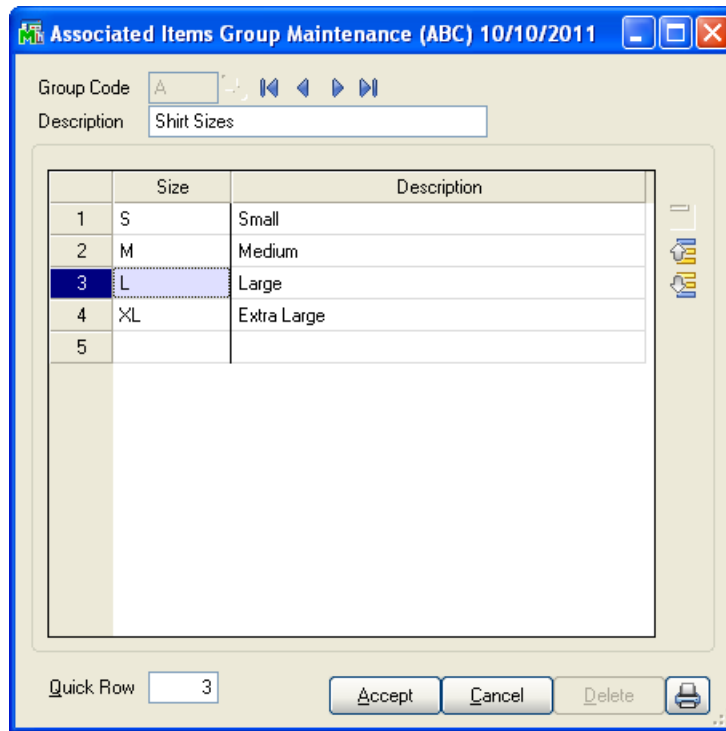 Associated Items Group Maintenance (ABC) 10/10/2011
Group Code A
Description Shirt Sizes
Size Description
1 S Small
2 M Medium
3 L Large
4 XL Extra Large
5
Quick Row 3 Accept Cancel Delete